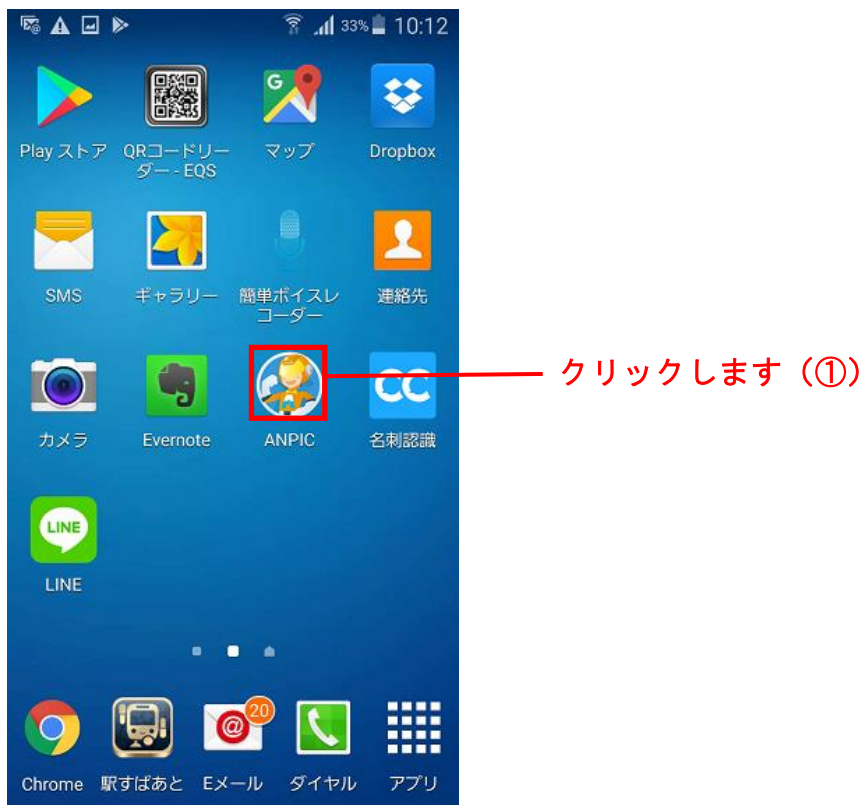 33% 10:12
G
Play ストア QRコードリー マップ Dropbox
ダー - EQS
SMS ギャラリー 簡単ボイスレ 連絡先
コーダー
クリックします（①）
CC
カメラ Evernote ANPIC 名刺認識
LINE
LINE
@ 20
Chrome 駅すぱあと Eメール ダイヤル アプリ